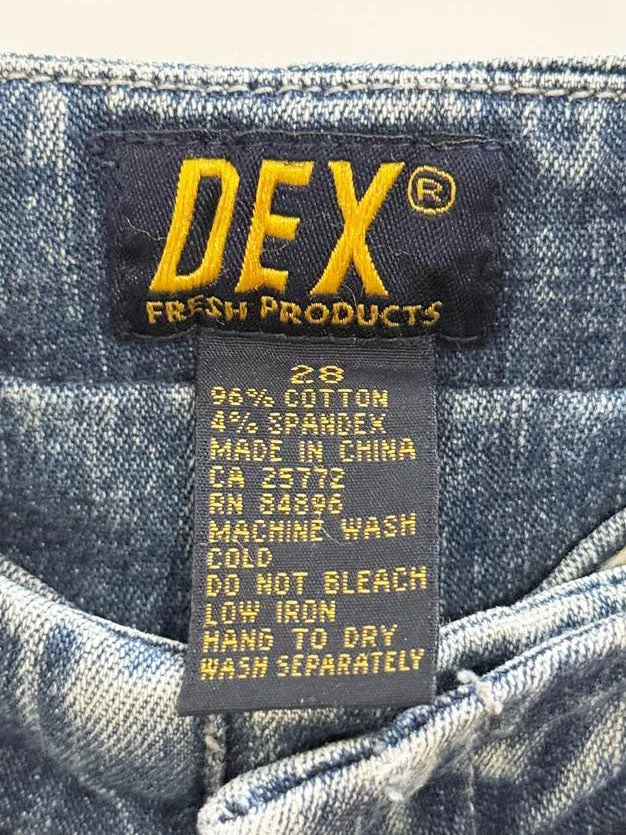 DEX®
FRESH PRODUCTS
28
96% COTTON
4% SPANDEX
MADE IN CHINA
CA 25772
RN 84896
MACHINE WASH
COLD
DO NOT BLEACH
LOW IRON
HANG TO DRY
WASH SEPARATELY